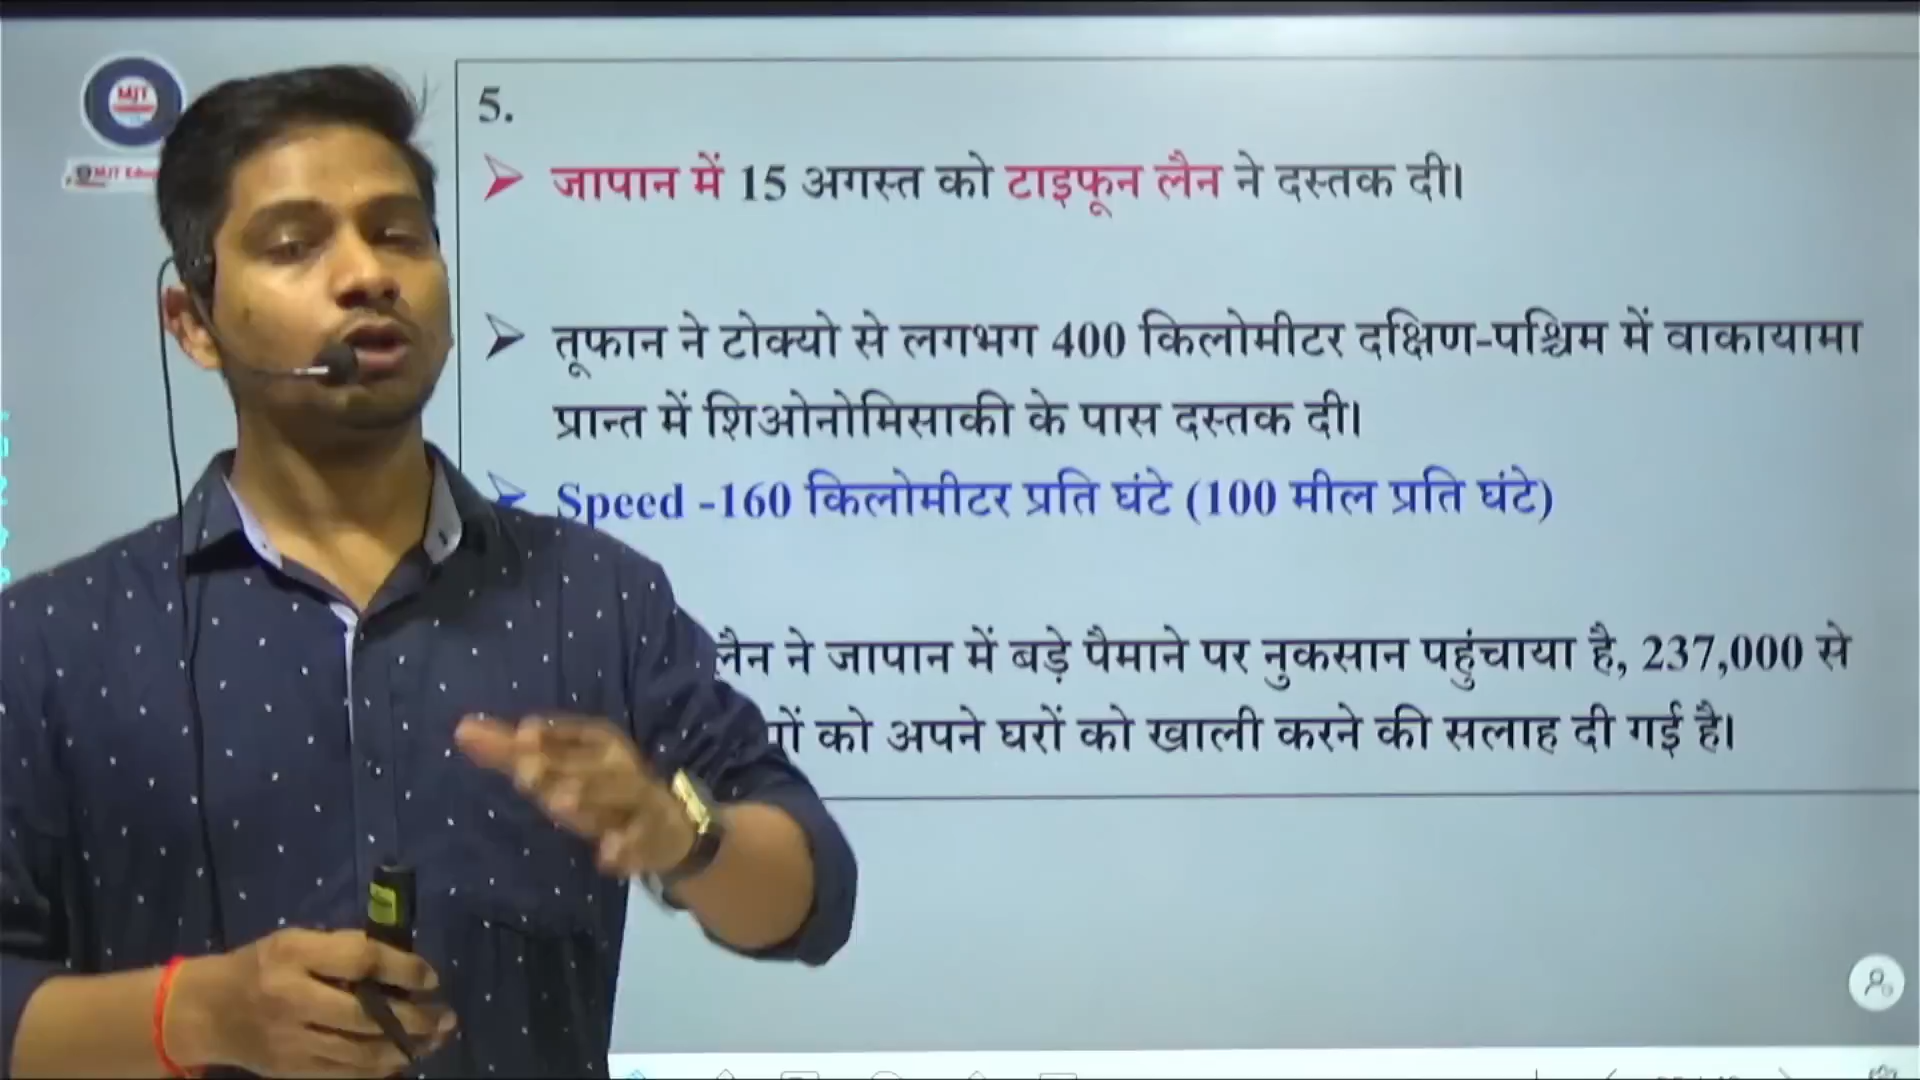 MJT
5.
जापान में 15 अगस्त को टाइफून लैन ने दस्तक दी।
तूफान ने टोक्यो से लगभग 400 किलोमीटर दक्षिण-पश्चिम में वाकायामा
प्रान्त में शिओनोमिसाकी के पास दस्तक दी।
Speed -160 किलोमीटर प्रति घंटे (100 मील प्रति घंटे)
लैन ने जापान में बड़े पैमाने पर नुकसान पहुंचाया है, 237,000 से
को अपने घरों को खाली करने की सलाह दी गई है।